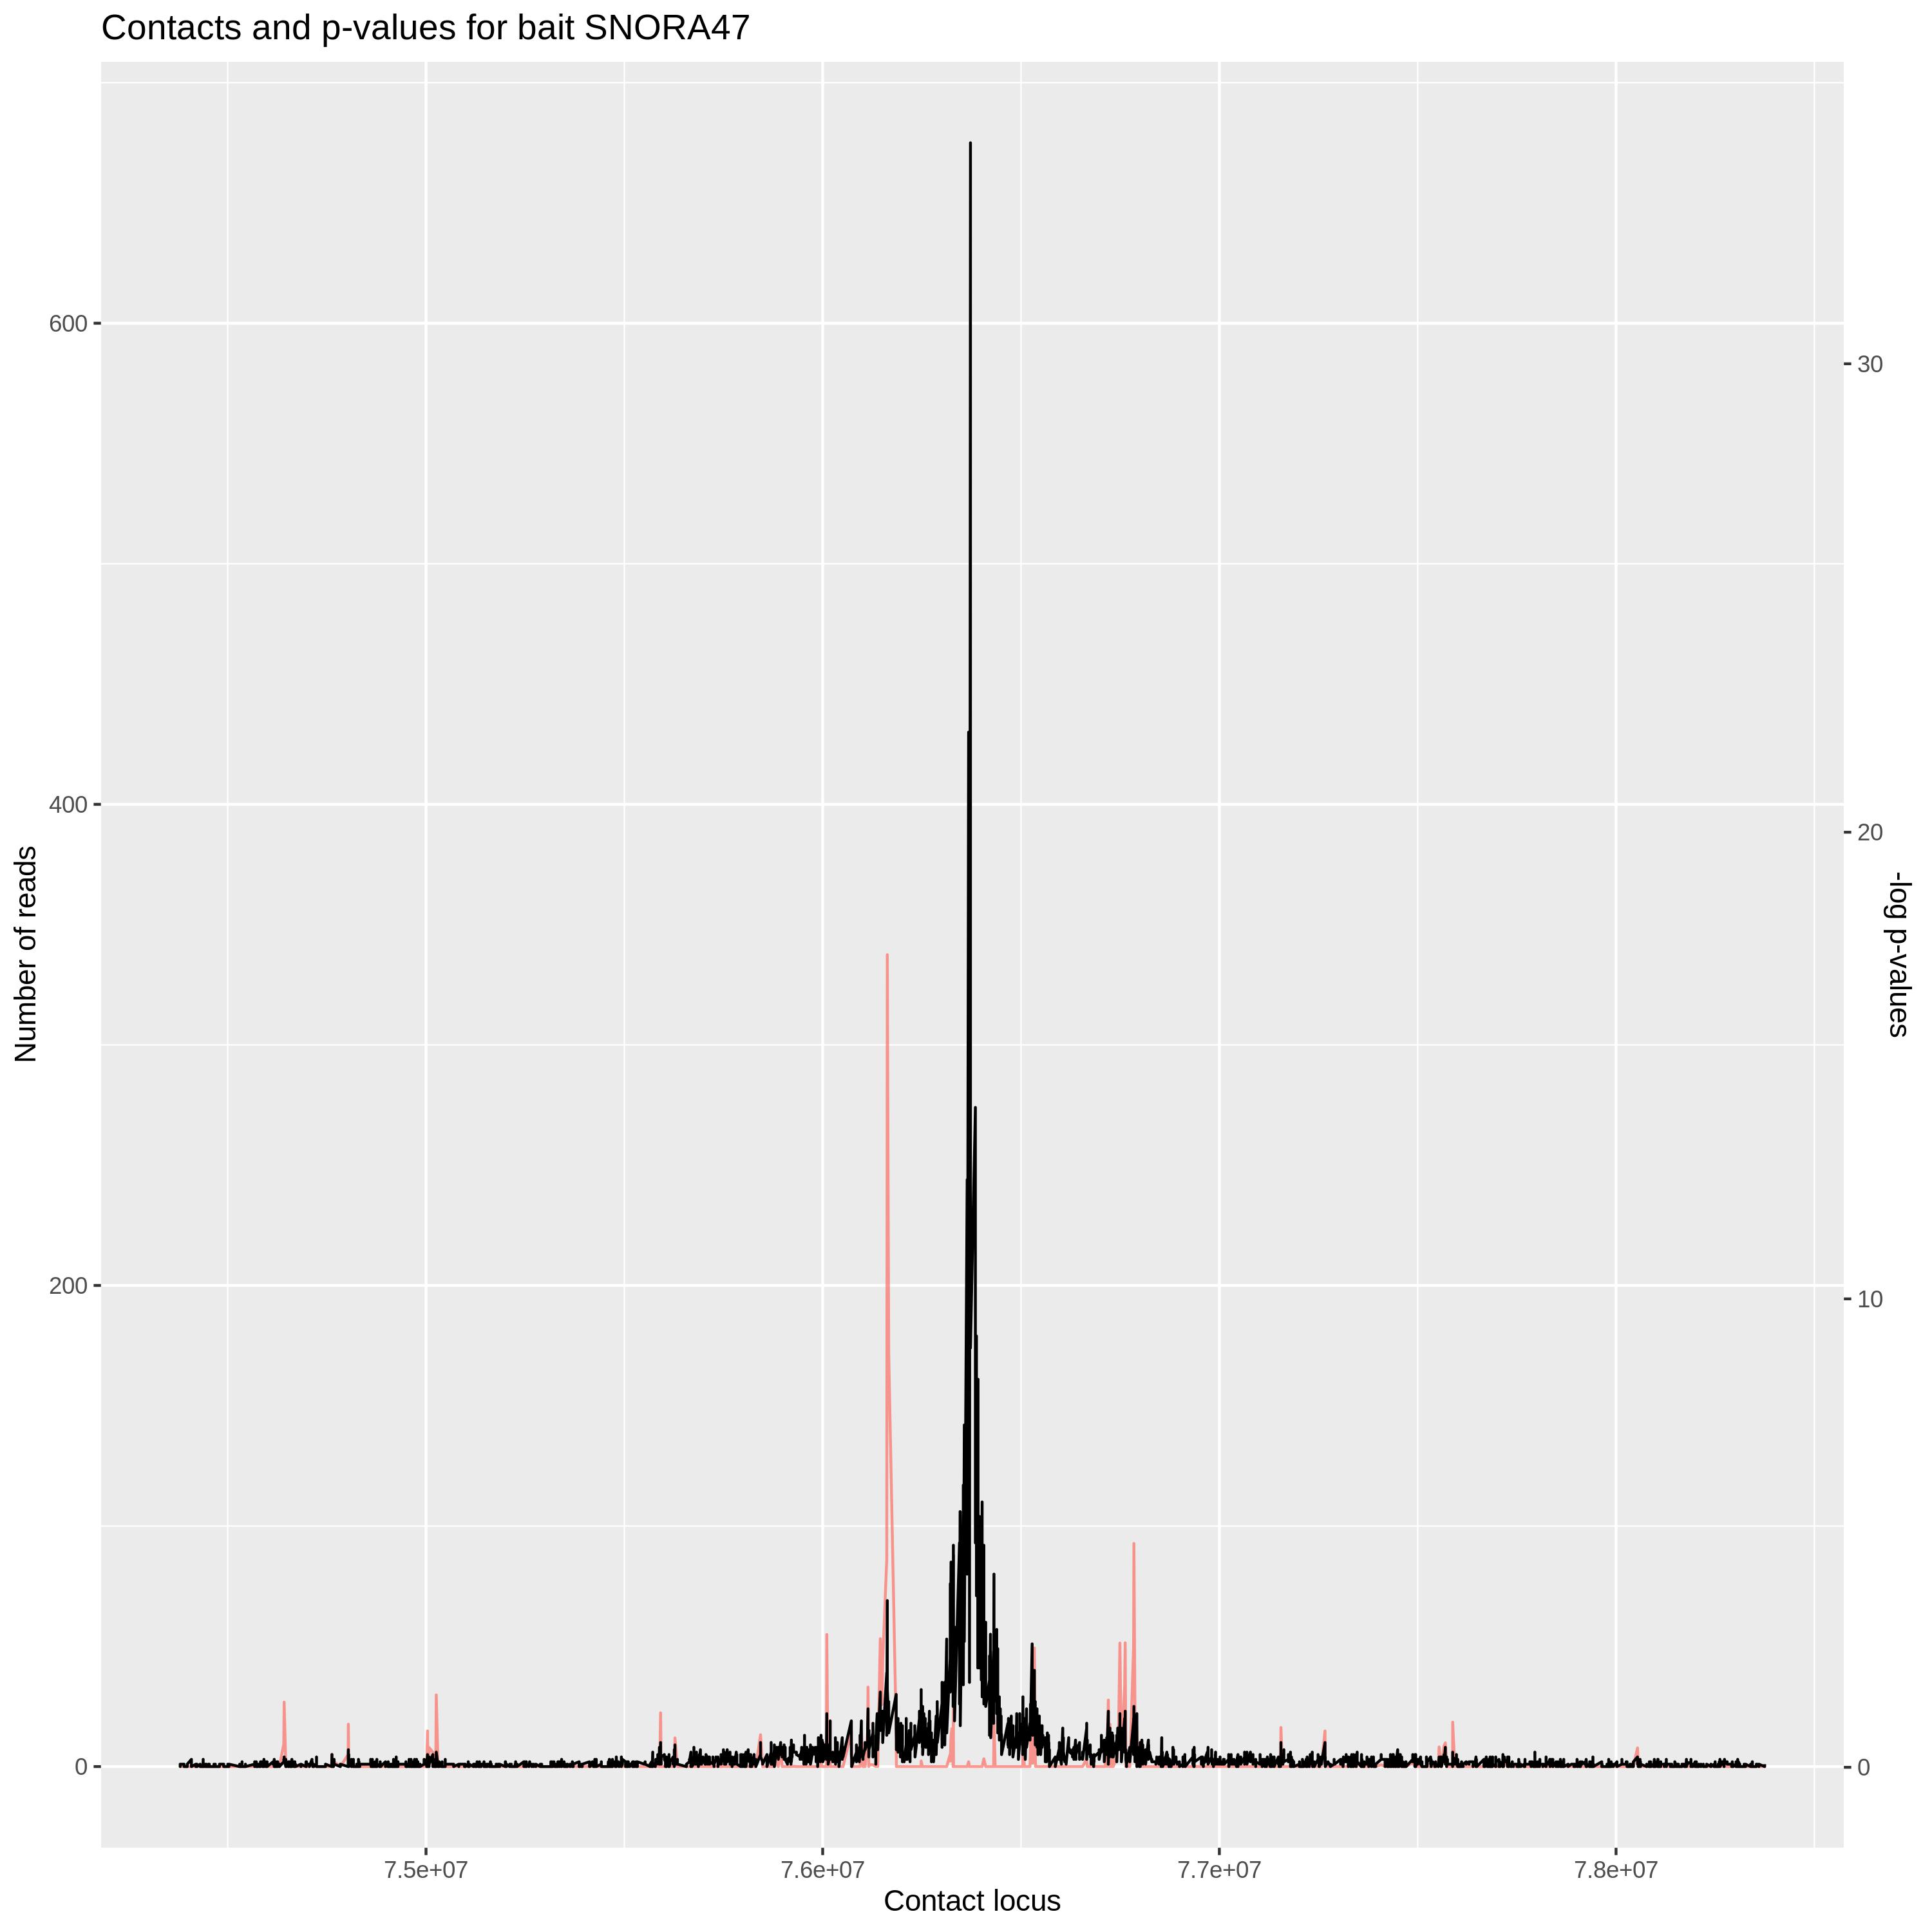 Contacts and p-values for bait SNORA47
600
400
200
0
Number of reads
30
20
10
0
-log p-values
7.5e+07
7.6e+07
7.7e+07
7.8e+07
Contact locus